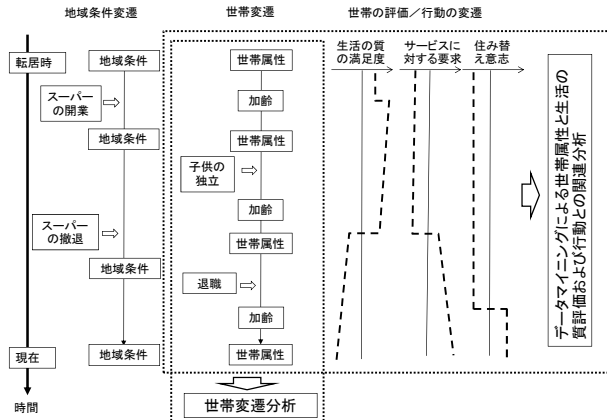 地域条件変遷
世帯変遷
世帯の評価/行動の変遷
転居時
地域条件
世帯属性
生活の質
の満足度
サービスに
対する要求
住み替
え意志
スーパー
の開業
加齢
地域条件
世帯属性
子供の
独立
加齢
スーパー
の撤退
世帯属性
地域条件
退職
加齢
現在
地域条件
世帯属性
時間
世帯変遷分析
データマイニングによる世帯属性と生活の
質評価および行動との関連分析